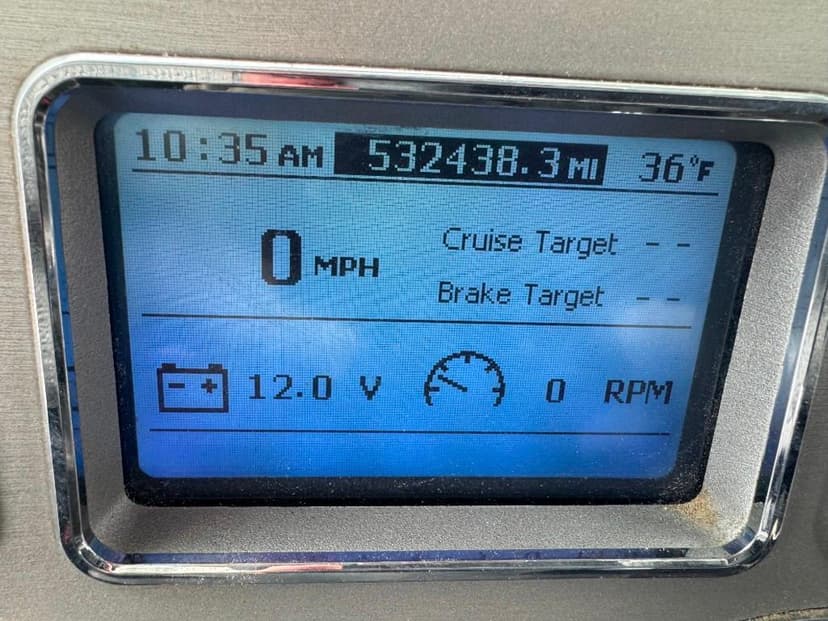 10:35 AM 532438.3 MI 36°F
0 MPH
Cruise Target --
Brake Target --
- + 12.0 V 0 RPM